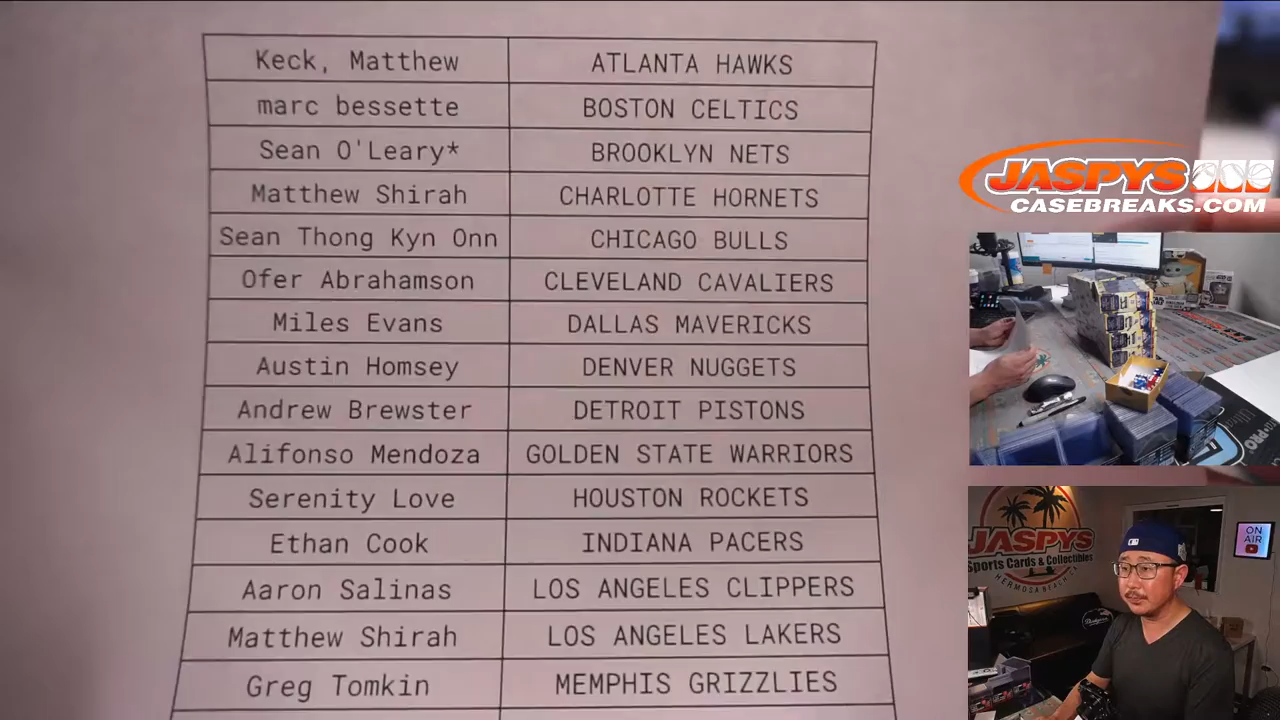 Keck, Matthew ATLANTA HAWKS
marc bessette BOSTON CELTICS
Sean O'Leary* BROOKLYN NETS
Matthew Shirah CHARLOTTE HORNETS
Sean Thong Kyn Onn CHICAGO BULLS
Ofer Abrahamson CLEVELAND CAVALIERS
Miles Evans DALLAS MAVERICKS
Austin Homsey DENVER NUGGETS
Andrew Brewster DETROIT PISTONS
Alifonso Mendoza GOLDEN STATE WARRIORS
Serenity Love HOUSTON ROCKETS
Ethan Cook INDIANA PACERS
Aaron Salinas LOS ANGELES CLIPPERS
Matthew Shirah LOS ANGELES LAKERS
Greg Tomkin MEMPHIS GRIZZLIES
JASPYS
CASEBREAKS.COM
JASPYS
Sports Cards & Collectibles
HERMOSA BEACH, CA
ON
AIR